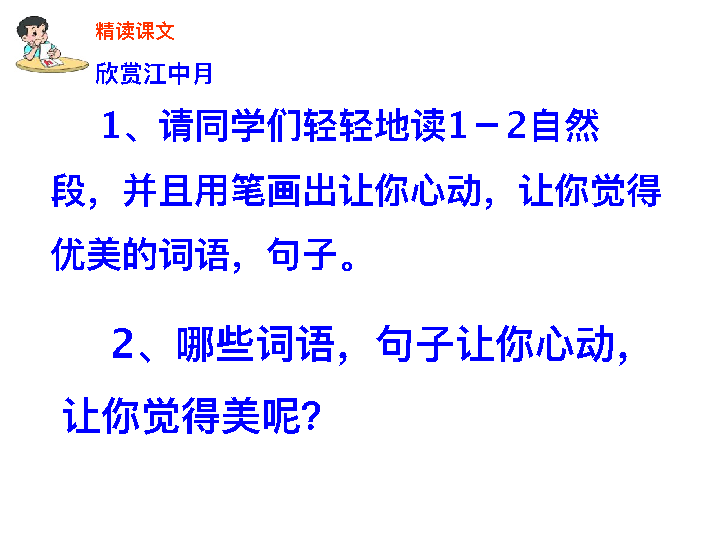 精读课文
欣赏江中月
1、请同学们轻轻地读1－2自然
段，并且用笔画出让你心动，让你觉得
优美的词语，句子。
2、哪些词语，句子让你心动，
让你觉得美呢？